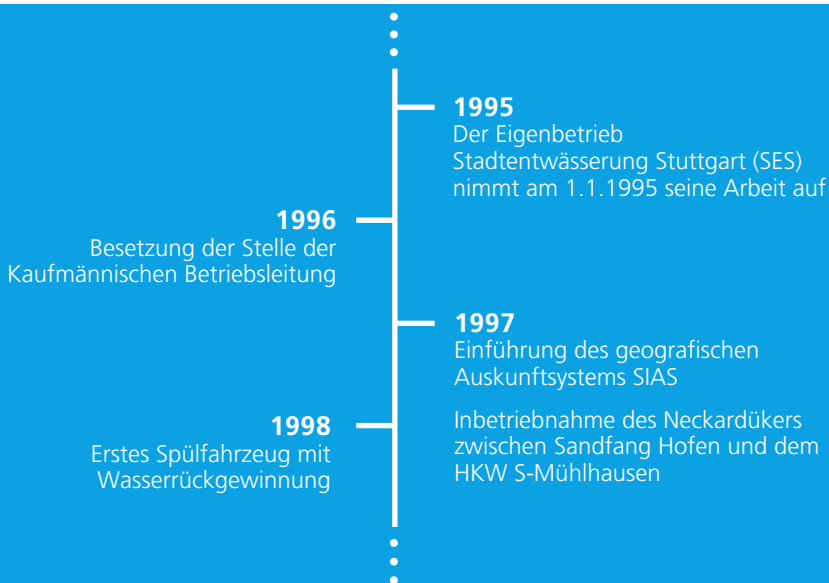 1995
Der Eigenbetrieb
Stadtentwässerung Stuttgart (SES)
nimmt am 1.1.1995 seine Arbeit auf
1996
Besetzung der Stelle der
Kaufmännischen Betriebsleitung
1997
Einführung des geografischen
Auskunftsystems SIAS
Inbetriebnahme des Neckardükers
zwischen Sandfang Hofen und dem
HKW S-Mühlhausen
1998
Erstes Spülfahrzeug mit
Wasserrückgewinnung